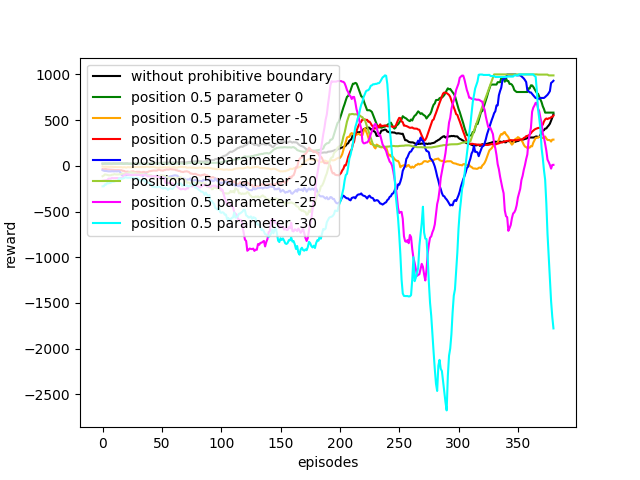 without prohibitive boundary
position 0.5 parameter 0
position 0.5 parameter -5
position 0.5 parameter -10
position 0.5 parameter -15
position 0.5 parameter -20
position 0.5 parameter -25
position 0.5 parameter -30
1000
500
0
−500
−1000
−1500
−2000
−2500
reward
0 50 100 150 200 250 300 350
episodes